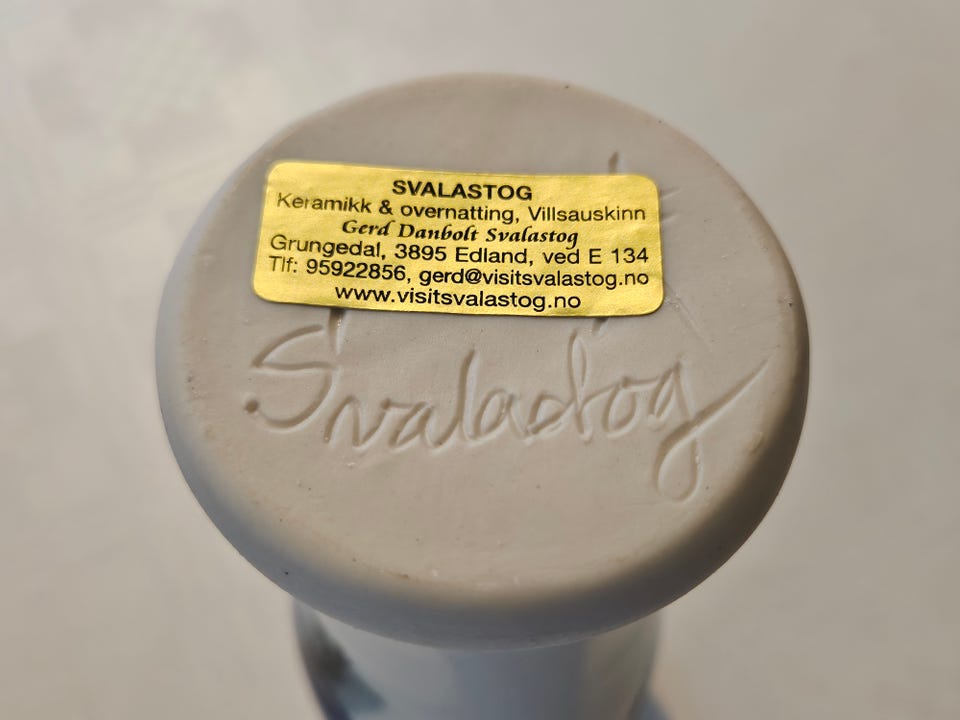 SVALASTOG
Keramikk & overnatting, Villsauskinn
Gerd Danbolt Svalastog
Grungedal, 3895 Edland, ved E 134
Tlf: 95922856, gerd@visitsvalastog.no
www.visitsvalastog.no
Svalastog